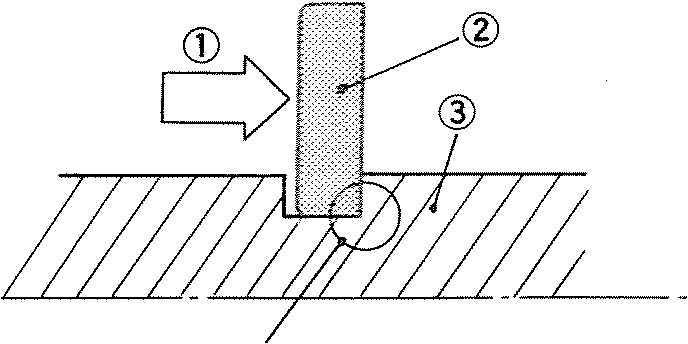 ①
②
③